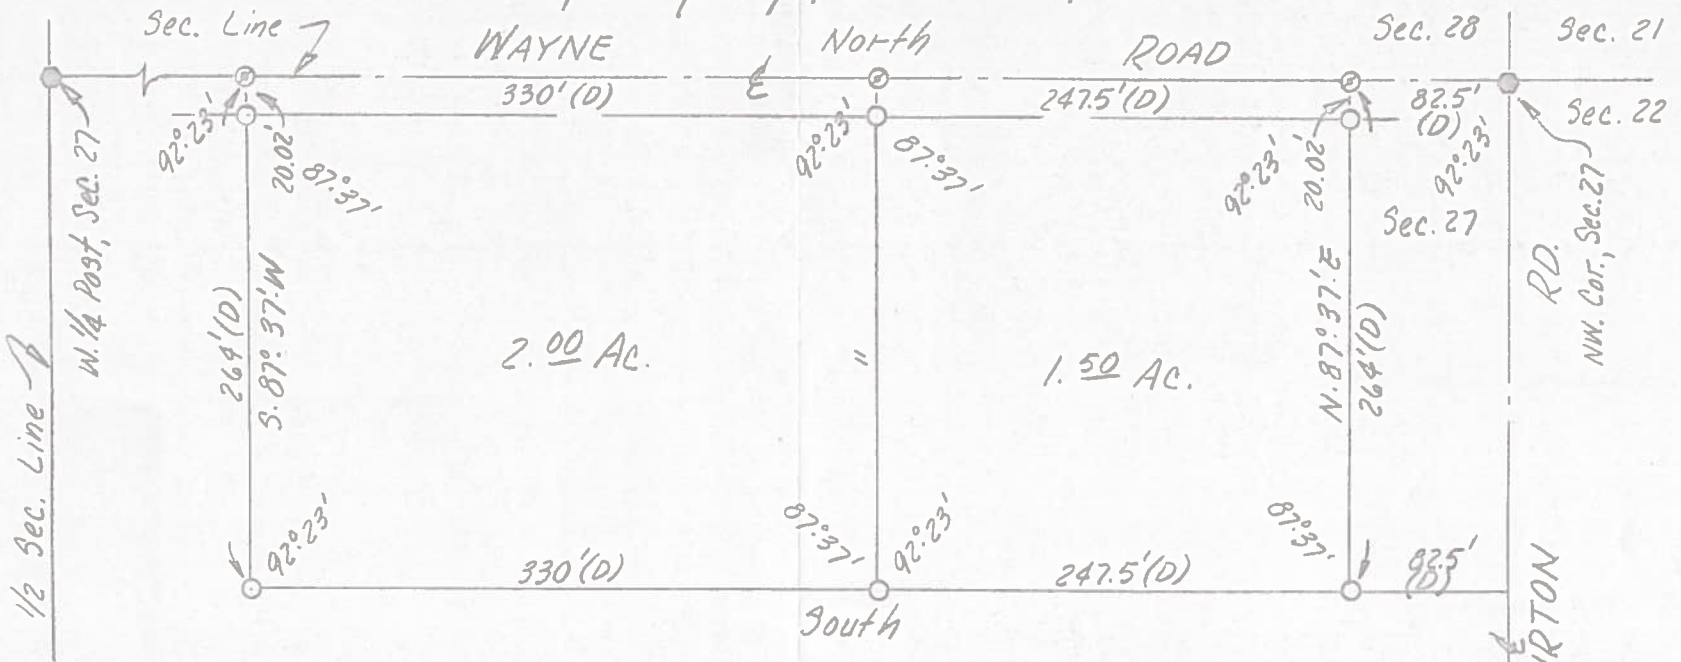 Sec. Line
WAYNE North ROAD
Sec. 28 Sec. 21
℄
330'(D) 247.5'(D) 82.5'
(D)
Sec. 22
92°23' 20.02' 87°37'
92°23' 87°37'
92°23' 20.02' 92°23'
Sec. 27
W. 1/4 Post, Sec. 27
NW. Cor., Sec. 27
RD.
264'(D)
S. 87° 37' W
2. 00 Ac.
"
1. 50 Ac.
N. 87° 37' E
264'(D)
1/2 Sec. Line
92°23' 87°37' 92°23' 87°37'
330'(D) 247.5'(D) 82.5'
(D)
South
RTON